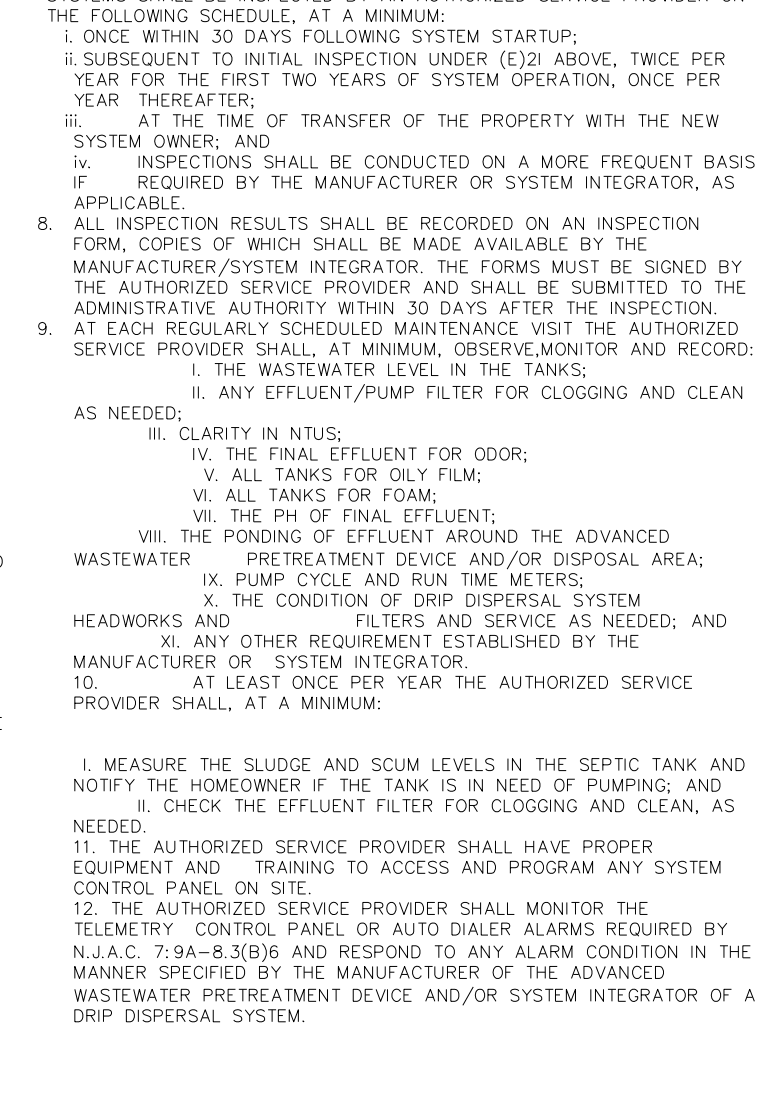 THE FOLLOWING SCHEDULE, AT A MINIMUM:
i. ONCE WITHIN 30 DAYS FOLLOWING SYSTEM STARTUP;
ii. SUBSEQUENT TO INITIAL INSPECTION UNDER (E)2I ABOVE, TWICE PER
YEAR FOR THE FIRST TWO YEARS OF SYSTEM OPERATION, ONCE PER
YEAR THEREAFTER;
iii. AT THE TIME OF TRANSFER OF THE PROPERTY WITH THE NEW
SYSTEM OWNER; AND
iv. INSPECTIONS SHALL BE CONDUCTED ON A MORE FREQUENT BASIS
IF REQUIRED BY THE MANUFACTURER OR SYSTEM INTEGRATOR, AS
APPLICABLE.
8. ALL INSPECTION RESULTS SHALL BE RECORDED ON AN INSPECTION
FORM, COPIES OF WHICH SHALL BE MADE AVAILABLE BY THE
MANUFACTURER/SYSTEM INTEGRATOR. THE FORMS MUST BE SIGNED BY
THE AUTHORIZED SERVICE PROVIDER AND SHALL BE SUBMITTED TO THE
ADMINISTRATIVE AUTHORITY WITHIN 30 DAYS AFTER THE INSPECTION.
9. AT EACH REGULARLY SCHEDULED MAINTENANCE VISIT THE AUTHORIZED
SERVICE PROVIDER SHALL, AT MINIMUM, OBSERVE,MONITOR AND RECORD:
I. THE WASTEWATER LEVEL IN THE TANKS;
II. ANY EFFLUENT/PUMP FILTER FOR CLOGGING AND CLEAN
AS NEEDED;
III. CLARITY IN NTUS;
IV. THE FINAL EFFLUENT FOR ODOR;
V. ALL TANKS FOR OILY FILM;
VI. ALL TANKS FOR FOAM;
VII. THE PH OF FINAL EFFLUENT;
VIII. THE PONDING OF EFFLUENT AROUND THE ADVANCED
WASTEWATER PRETREATMENT DEVICE AND/OR DISPOSAL AREA;
IX. PUMP CYCLE AND RUN TIME METERS;
X. THE CONDITION OF DRIP DISPERSAL SYSTEM
HEADWORKS AND FILTERS AND SERVICE AS NEEDED; AND
XI. ANY OTHER REQUIREMENT ESTABLISHED BY THE
MANUFACTURER OR SYSTEM INTEGRATOR.
10. AT LEAST ONCE PER YEAR THE AUTHORIZED SERVICE
PROVIDER SHALL, AT A MINIMUM:
I. MEASURE THE SLUDGE AND SCUM LEVELS IN THE SEPTIC TANK AND
NOTIFY THE HOMEOWNER IF THE TANK IS IN NEED OF PUMPING; AND
II. CHECK THE EFFLUENT FILTER FOR CLOGGING AND CLEAN, AS
NEEDED.
11. THE AUTHORIZED SERVICE PROVIDER SHALL HAVE PROPER
EQUIPMENT AND TRAINING TO ACCESS AND PROGRAM ANY SYSTEM
CONTROL PANEL ON SITE.
12. THE AUTHORIZED SERVICE PROVIDER SHALL MONITOR THE
TELEMETRY CONTROL PANEL OR AUTO DIALER ALARMS REQUIRED BY
N.J.A.C. 7:9A-8.3(B)6 AND RESPOND TO ANY ALARM CONDITION IN THE
MANNER SPECIFIED BY THE MANUFACTURER OF THE ADVANCED
WASTEWATER PRETREATMENT DEVICE AND/OR SYSTEM INTEGRATOR OF A
DRIP DISPERSAL SYSTEM.